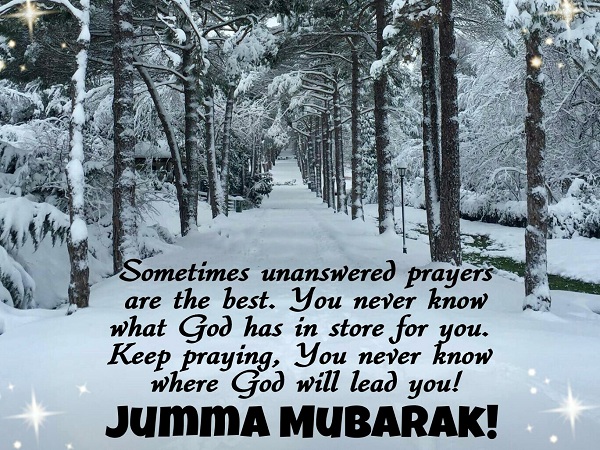 Sometimes unanswered prayers
are the best. You never know
what God has in store for you.
Keep praying, You never know
where God will lead you!
JUMMA MUBARAK!